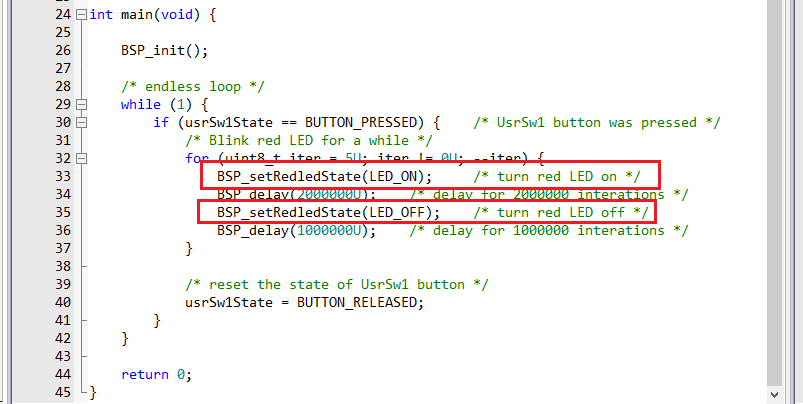 24 int main(void) {
25
26 BSP_init();
27
28 /* endless loop */
29 while (1) {
30 if (usrSw1State == BUTTON_PRESSED) { /* UsrSw1 button was pressed */
31 /* Blink red LED for a while */
32 for (uint8_t iter = 5U; iter != 0U; --iter) {
33 BSP_setRedledState(LED_ON); /* turn red LED on */
34 BSP_delay(2000000U); /* delay for 2000000 interations */
35 BSP_setRedledState(LED_OFF); /* turn red LED off */
36 BSP_delay(1000000U); /* delay for 1000000 interations */
37 }
38
39 /* reset the state of UsrSw1 button */
40 usrSw1State = BUTTON_RELEASED;
41 }
42 }
43
44 return 0;
45 }